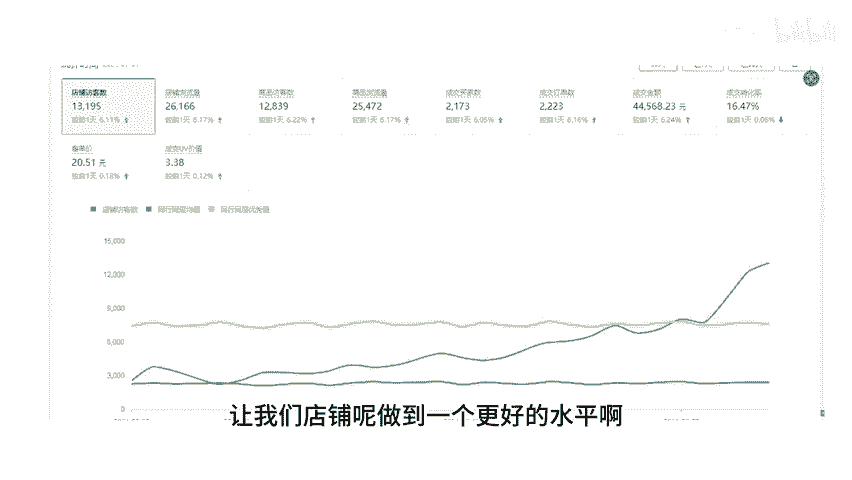 店铺访客数 店铺浏览量 商品访客数 商品浏览量 成交买家数 成交订单数 成交金额 成交转化率
13,195 26,166 12,839 25,472 2,173 2,223 44,568.23 元 16.47%
较前1天 6.11% 较前1天 6.77% 较前1天 6.22% 较前1天 6.17% 较前1天 6.05% 较前1天 6.16% 较前1天 6.24% 较前1天 0.06%
客单价 成交UV价值
20.51 元 3.38
较前1天 0.18% 较前1天 0.12%
店铺访客数 同行同层均值 同行同层优秀值
15,000
12,000
9,000
6,000
3,000
0
让我们店铺呢做到一个更好的水平啊